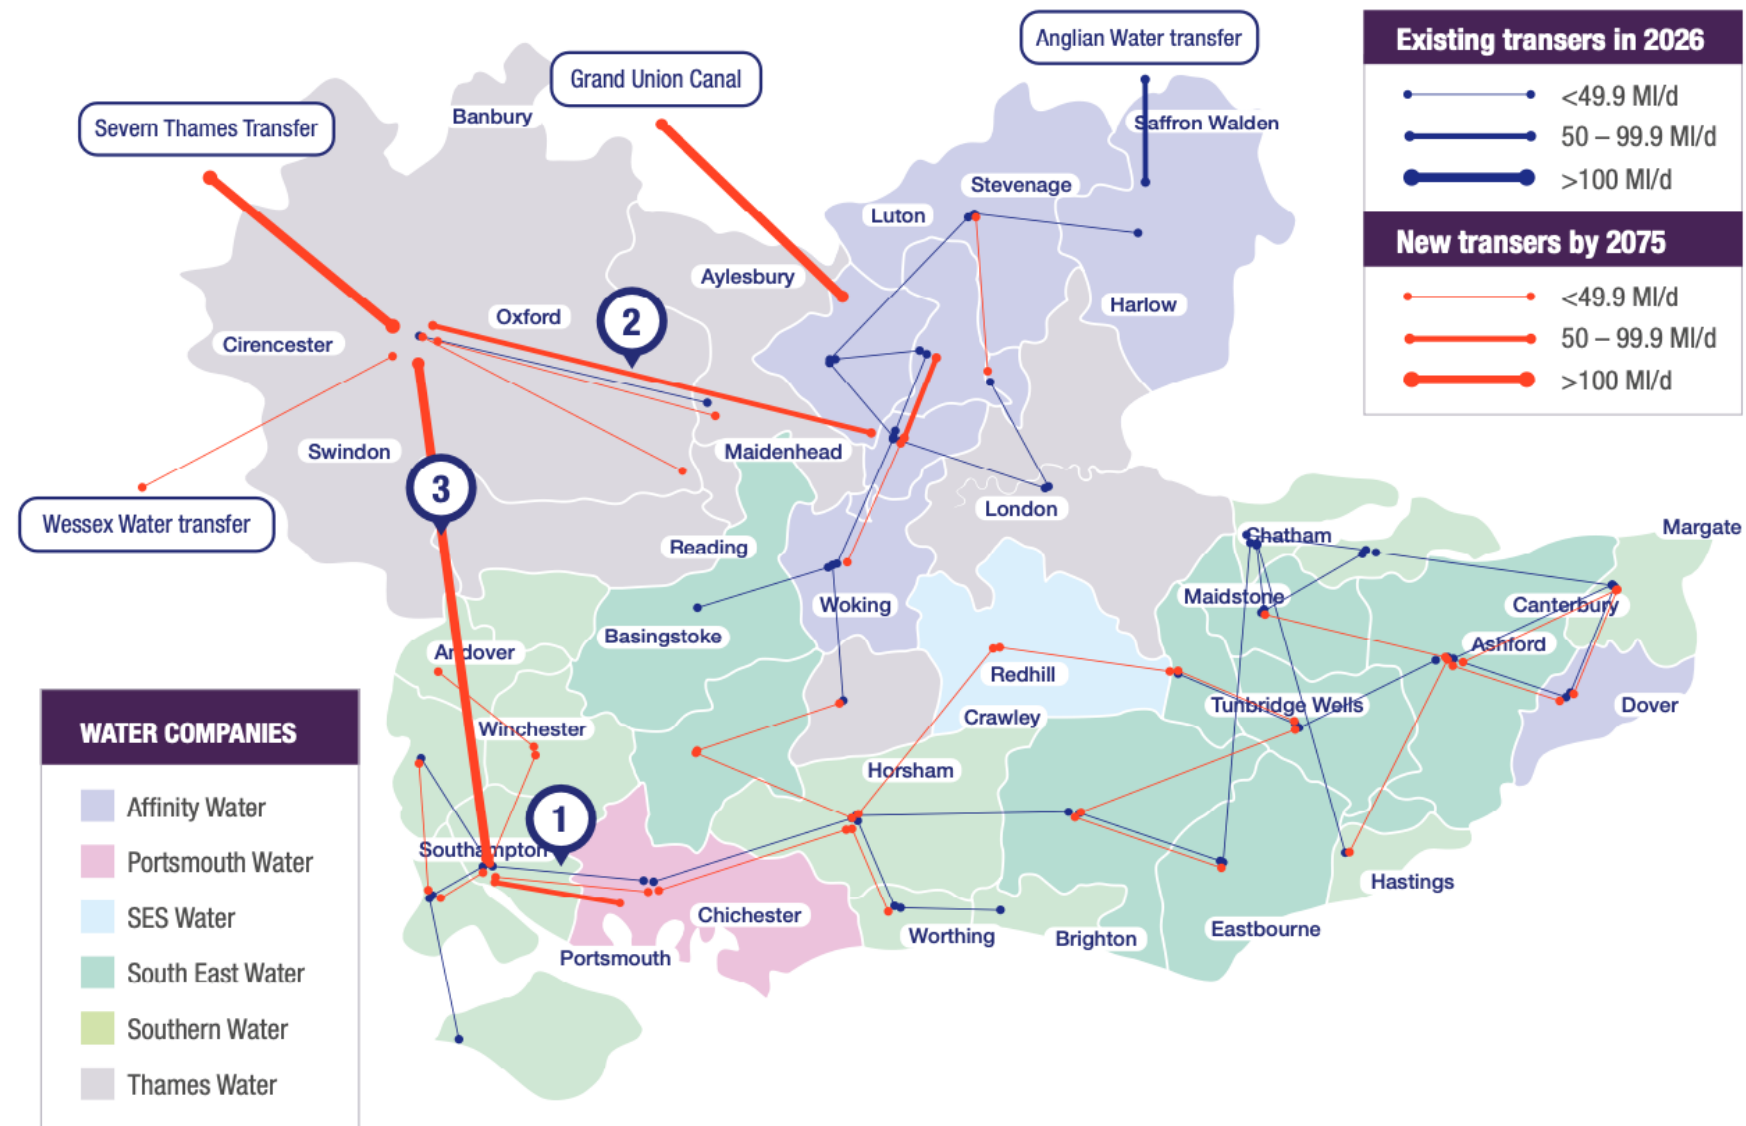 Anglian Water transfer
Grand Union Canal
Severn Thames Transfer
Wessex Water transfer
Existing transers in 2026
<49.9 Ml/d
50 – 99.9 Ml/d
>100 Ml/d
New transers by 2075
<49.9 Ml/d
50 – 99.9 Ml/d
>100 Ml/d
Banbury
Saffron Walden
Stevenage
Luton
Aylesbury
Harlow
Oxford
2
Cirencester
Swindon
Maidenhead
3
London
Reading
Chatham
Margate
Maidstone
Canterbury
Woking
Basingstoke
Ashford
Andover
Redhill
Tunbridge Wells
Dover
Crawley
Winchester
Horsham
1
Southampton
Hastings
Chichester
Eastbourne
Worthing
Brighton
Portsmouth
WATER COMPANIES
Affinity Water
Portsmouth Water
SES Water
South East Water
Southern Water
Thames Water